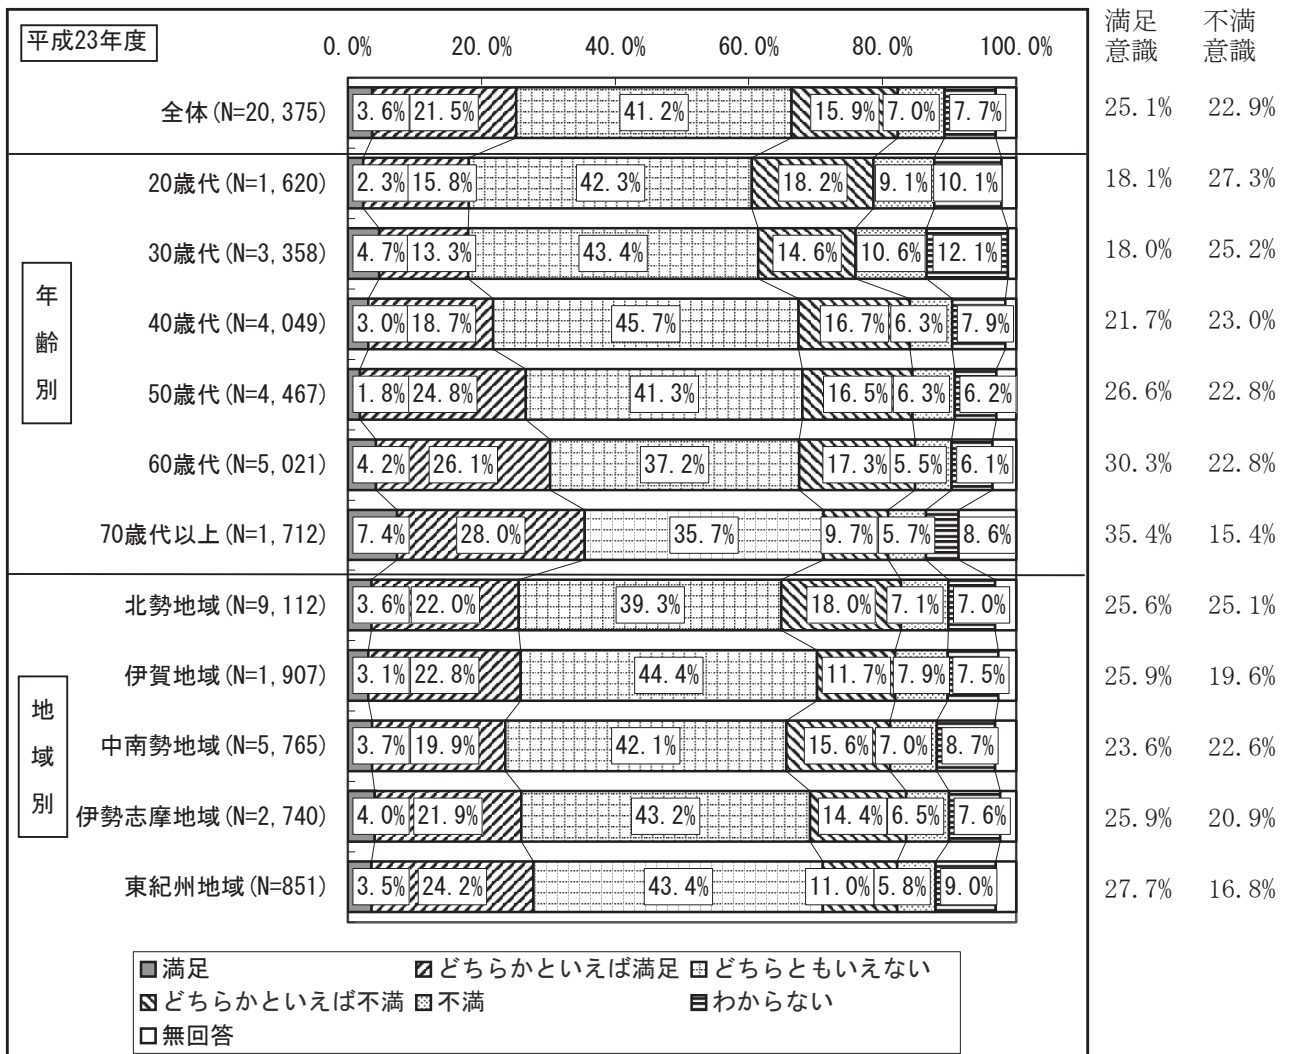 平成23年度
0.0% 20.0% 40.0% 60.0% 80.0% 100.0%
満足意識 不満意識
全体(N=20,375) 3.6% 21.5% 41.2% 15.9% 7.0% 7.7% 25.1% 22.9%
年齢別
20歳代(N=1,620) 2.3% 15.8% 42.3% 18.2% 9.1% 10.1% 18.1% 27.3%
30歳代(N=3,358) 4.7% 13.3% 43.4% 14.6% 10.6% 12.1% 18.0% 25.2%
40歳代(N=4,049) 3.0% 18.7% 45.7% 16.7% 6.3% 7.9% 21.7% 23.0%
50歳代(N=4,467) 1.8% 24.8% 41.3% 16.5% 6.3% 6.2% 26.6% 22.8%
60歳代(N=5,021) 4.2% 26.1% 37.2% 17.3% 5.5% 6.1% 30.3% 22.8%
70歳代以上(N=1,712) 7.4% 28.0% 35.7% 9.7% 5.7% 8.6% 35.4% 15.4%
地域別
北勢地域(N=9,112) 3.6% 22.0% 39.3% 18.0% 7.1% 7.0% 25.6% 25.1%
伊賀地域(N=1,907) 3.1% 22.8% 44.4% 11.7% 7.9% 7.5% 25.9% 19.6%
中南勢地域(N=5,765) 3.7% 19.9% 42.1% 15.6% 7.0% 8.7% 23.6% 22.6%
伊勢志摩地域(N=2,740) 4.0% 21.9% 43.2% 14.4% 6.5% 7.6% 25.9% 20.9%
東紀州地域(N=851) 3.5% 24.2% 43.4% 11.0% 5.8% 9.0% 27.7% 16.8%
満足 どちらかといえば満足 どちらともいえない
どちらかといえば不満 不満 わからない
無回答